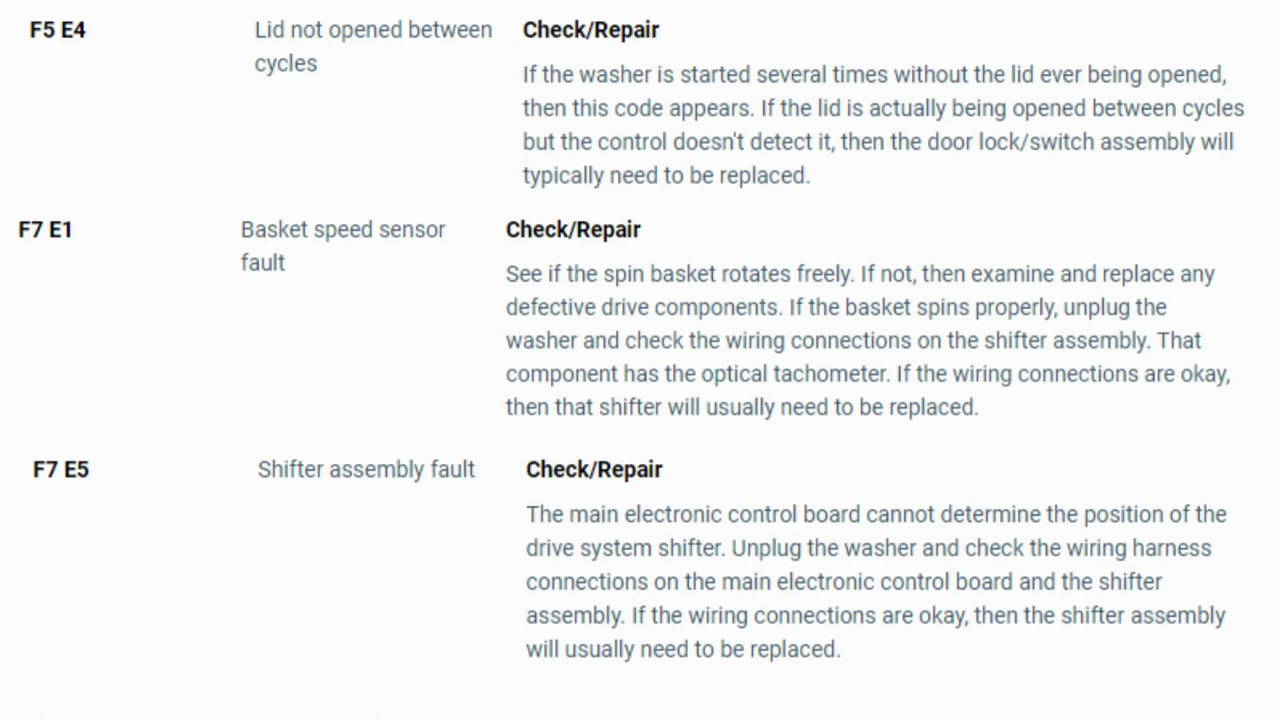 F5 E4 Lid not opened between Check/Repair
cycles
If the washer is started several times without the lid ever being opened,
then this code appears. If the lid is actually being opened between cycles
but the control doesn't detect it, then the door lock/switch assembly will
typically need to be replaced.
F7 E1 Basket speed sensor Check/Repair
fault
See if the spin basket rotates freely. If not, then examine and replace any
defective drive components. If the basket spins properly, unplug the
washer and check the wiring connections on the shifter assembly. That
component has the optical tachometer. If the wiring connections are okay,
then that shifter will usually need to be replaced.
F7 E5 Shifter assembly fault Check/Repair
The main electronic control board cannot determine the position of the
drive system shifter. Unplug the washer and check the wiring harness
connections on the main electronic control board and the shifter
assembly. If the wiring connections are okay, then the shifter assembly
will usually need to be replaced.